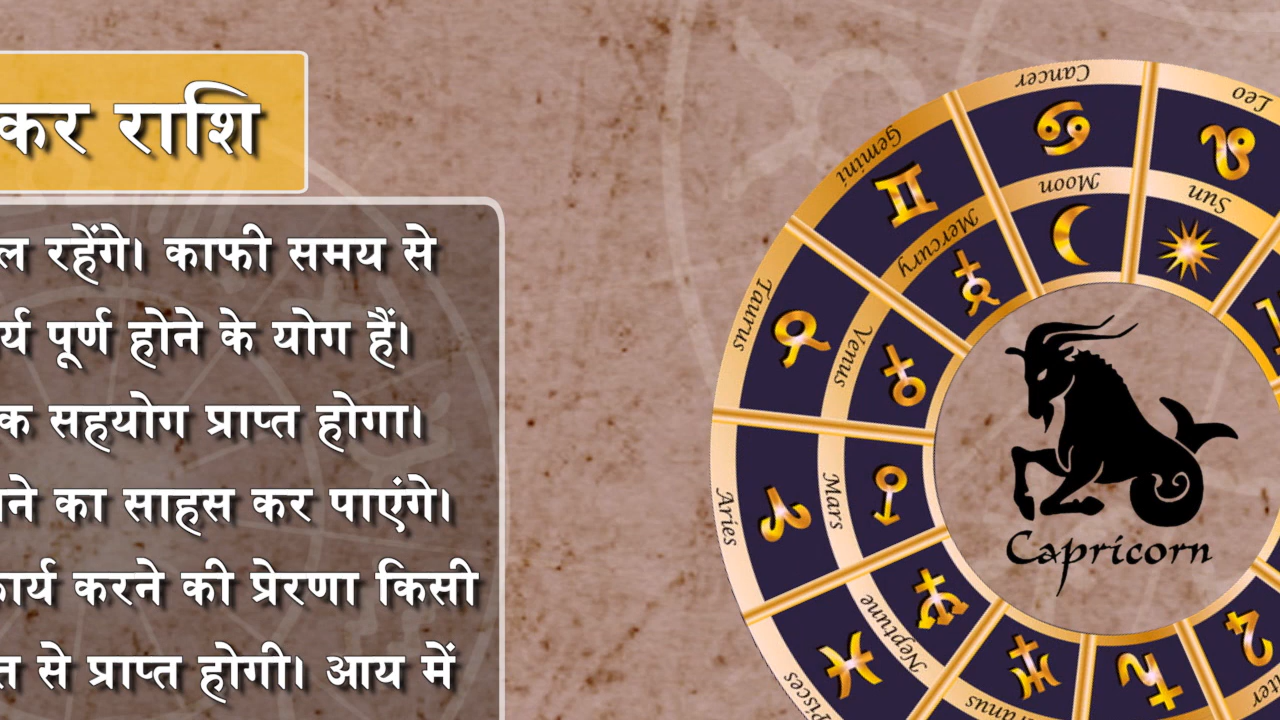 कर राशि
ल रहेंगे। काफी समय से
र्य पूर्ण होने के योग हैं।
क सहयोग प्राप्त होगा।
ने का साहस कर पाएंगे।
कार्य करने की प्रेरणा किसी
त से प्राप्त होगी। आय में
Cancer
Leo
Gemini
Moon
Sun
Mercury
Taurus
Venus
Aries
Mars
Capricorn
Neptune
Pisces